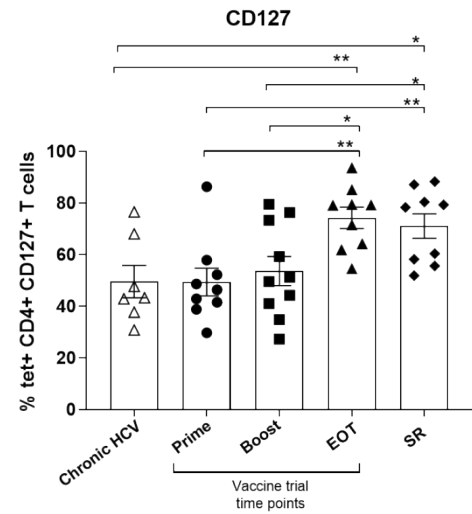 CD127
*
**
*
**
*
**
% tet+ CD4+ CD127+ T cells
100
80
60
40
20
0
Chronic HCV
Prime
Boost
EOT
SR
Vaccine trial
time points